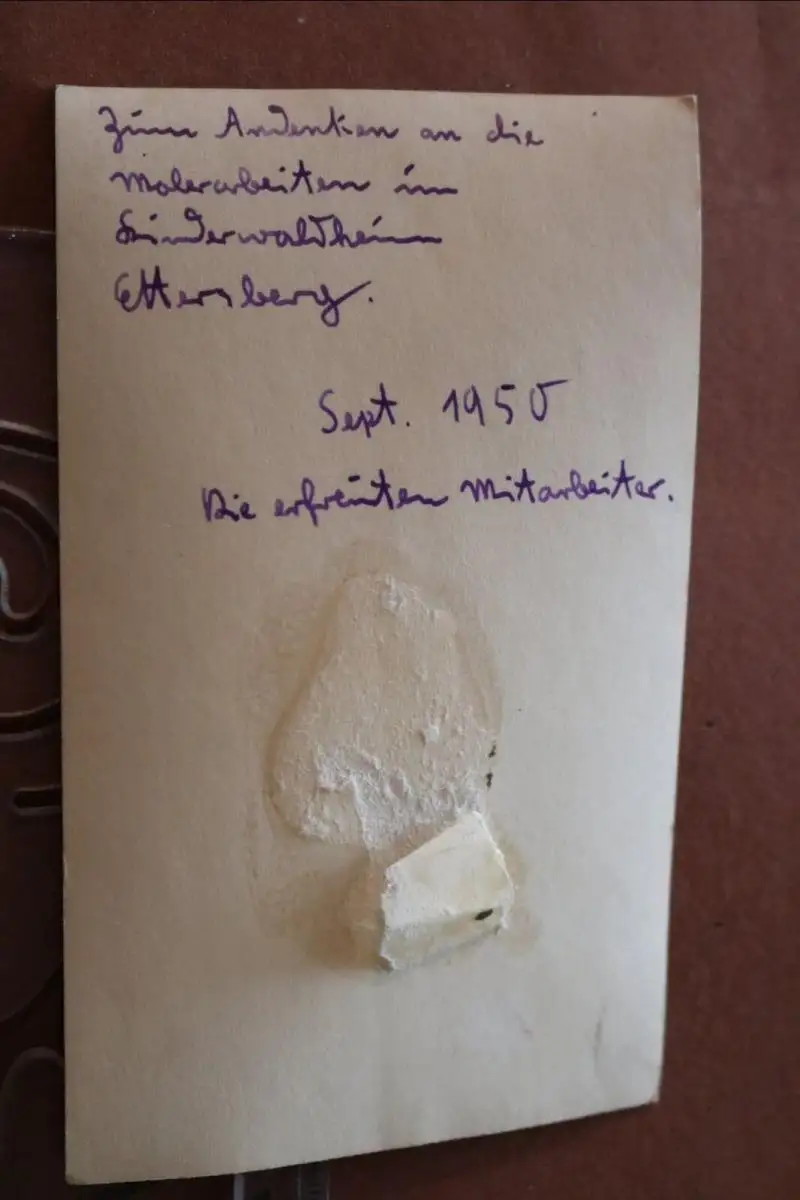 Zum Andenken an die
Malerarbeiten im
Kinderwaldheim
Ettersberg.
Sept. 1950
Die erfreuten Mitarbeiter.